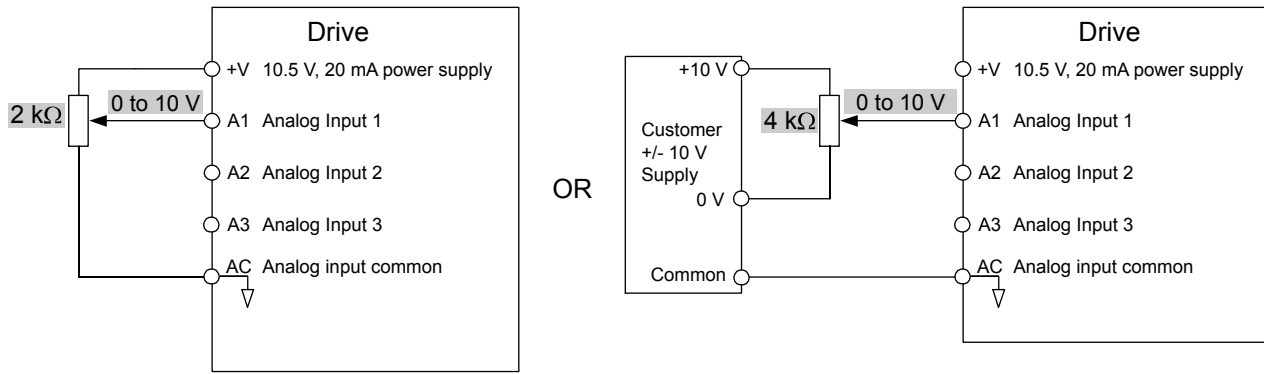 Drive
+V 10.5 V, 20 mA power supply
2 kΩ
0 to 10 V
A1 Analog Input 1
A2 Analog Input 2
A3 Analog Input 3
AC Analog input common
OR
+10 V
Customer
+/- 10 V
Supply
0 V
Common
4 kΩ
0 to 10 V
Drive
+V 10.5 V, 20 mA power supply
A1 Analog Input 1
A2 Analog Input 2
A3 Analog Input 3
AC Analog input common